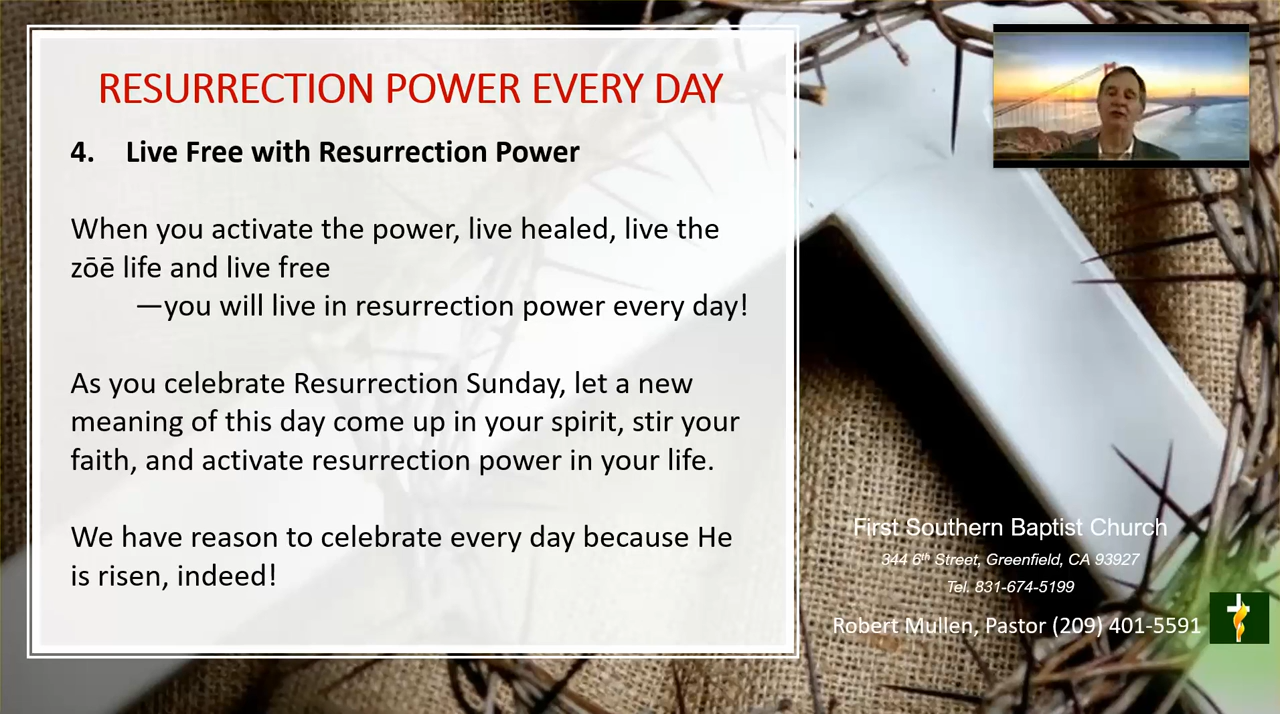 RESURRECTION POWER EVERY DAY
4. Live Free with Resurrection Power
When you activate the power, live healed, live the
zōē life and live free
—you will live in resurrection power every day!
As you celebrate Resurrection Sunday, let a new
meaning of this day come up in your spirit, stir your
faith, and activate resurrection power in your life.
We have reason to celebrate every day because He
is risen, indeed!
First Southern Baptist Church
344 6th Street, Greenfield, CA 93927
Tel. 831-674-5199
Robert Mullen, Pastor (209) 401-5591